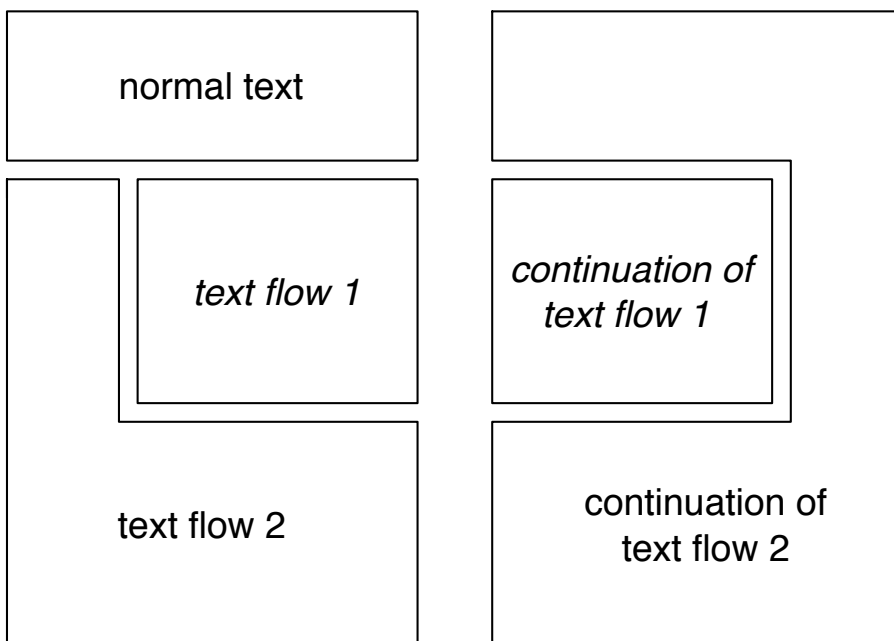 normal text
text flow 1
continuation of
text flow 1
text flow 2
continuation of
text flow 2